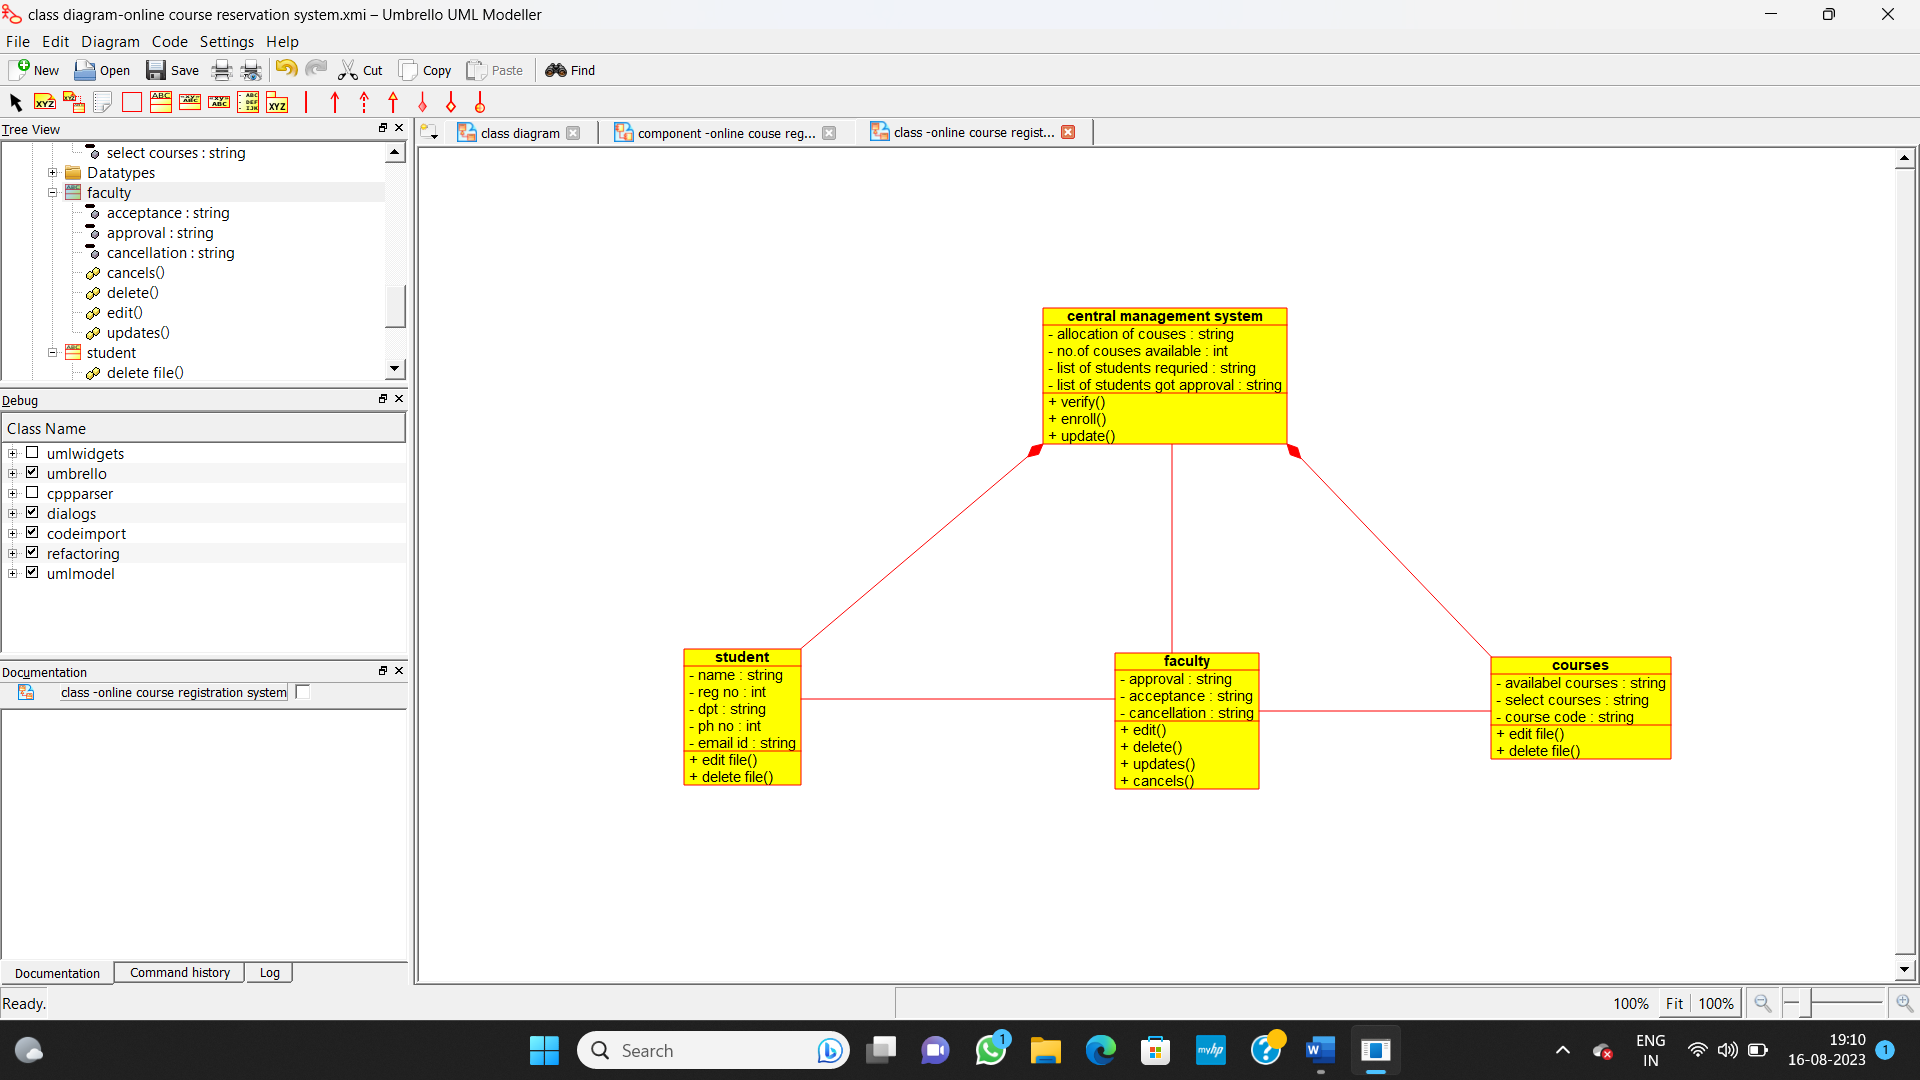 class diagram-online course reservation system.xmi – Umbrello UML Modeller
File Edit Diagram Code Settings Help
New Open Save Cut Copy Paste Find
Tree View
select courses : string
Datatypes
faculty
acceptance : string
approval : string
cancellation : string
cancels()
delete()
edit()
updates()
student
delete file()
Debug
Class Name
umlwidgets
umbrello
cppparser
dialogs
codeimport
refactoring
umlmodel
Documentation
class -online course registration system
Documentation Command history Log
Ready.
class diagram component -online couse reg... class -online course regist...
central management system
- allocation of couses : string
- no.of couses available : int
- list of students requried : string
- list of students got approval : string
+ verify()
+ enroll()
+ update()
student
- name : string
- reg no : int
- dpt : string
- ph no : int
- email id : string
+ edit file()
+ delete file()
faculty
- approval : string
- acceptance : string
- cancellation : string
+ edit()
+ delete()
+ updates()
+ cancels()
courses
- availabel courses : string
- select courses : string
- course code : string
+ edit file()
+ delete file()
100% Fit 100%
Search
myhp
1
ENG
IN
19:10
16-08-2023
1